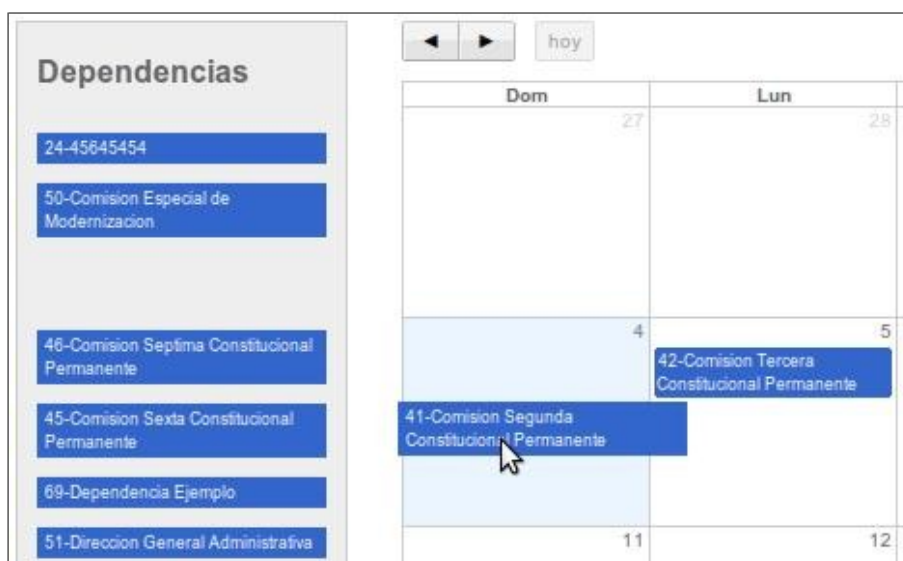 Dependencias
24-45645454
50-Comision Especial de
Modernizacion
46-Comision Septima Constitucional
Permanente
45-Comision Sexta Constitucional
Permanente
69-Dependencia Ejemplo
51-Direccion General Administrativa
hoy
Dom Lun
27 28
4 5
42-Comision Tercera
Constitucional Permanente
41-Comision Segunda
Constitucional Permanente
11 12